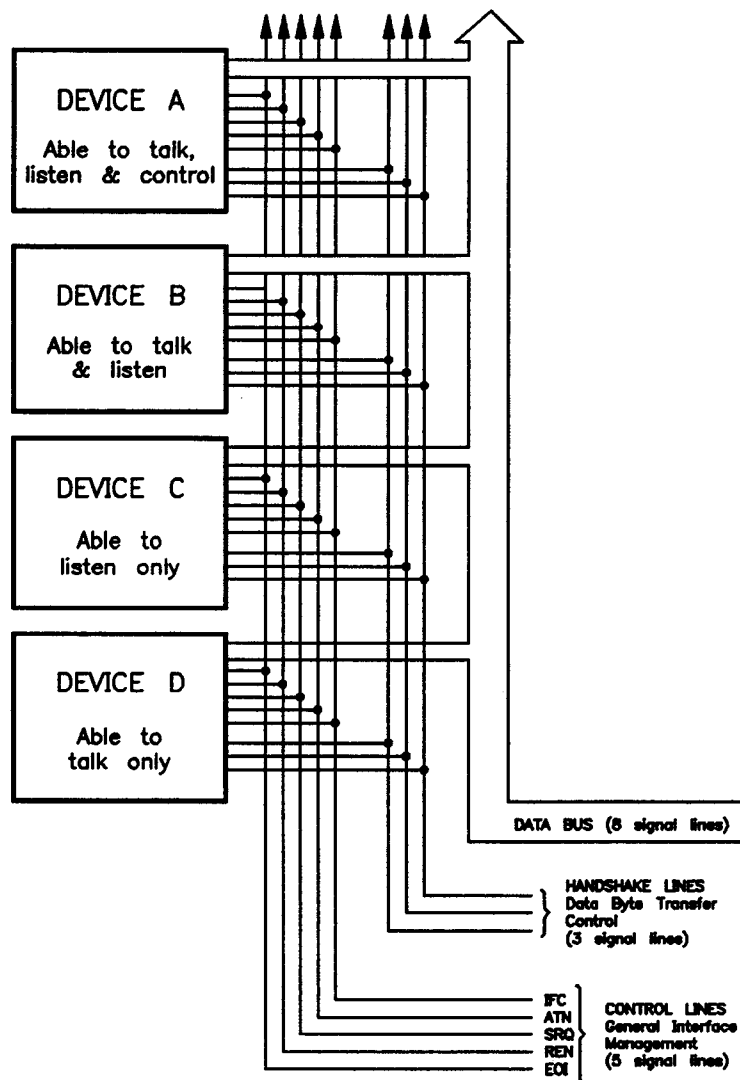 DEVICE A
Able to talk,
listen & control
DEVICE B
Able to talk
& listen
DEVICE C
Able to
listen only
DEVICE D
Able to
talk only
DATA BUS (8 signal lines)
HANDSHAKE LINES
Data Byte Transfer
Control
(3 signal lines)
IFC
ATN
SRQ
REN
EOI
CONTROL LINES
General Interface
Management
(5 signal lines)